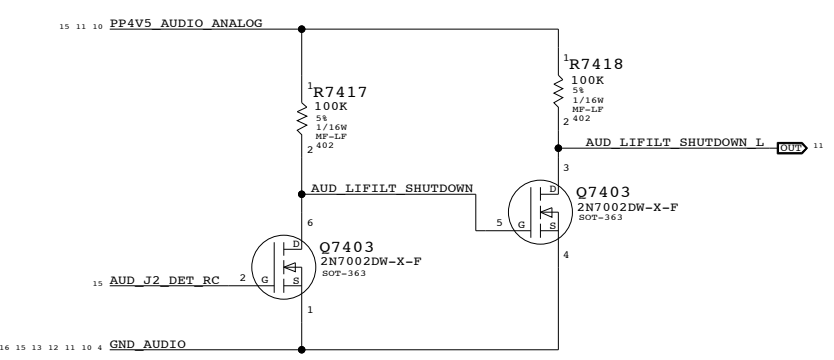 15 11 10 PP4V5_AUDIO_ANALOG
1
R7417
100K
5%
1/16W
MF-LF
402
2
1
R7418
100K
5%
1/16W
MF-LF
402
2
AUD_LIFILT_SHUTDOWN_L OUT 11
3
AUD_LIFILT_SHUTDOWN
D
Q7403
2N7002DW-X-F
SOT-363
5 G S
4
6
D
Q7403
2N7002DW-X-F
SOT-363
15 AUD_J2_DET_RC 2 G S
1
16 15 13 12 11 10 4 GND_AUDIO